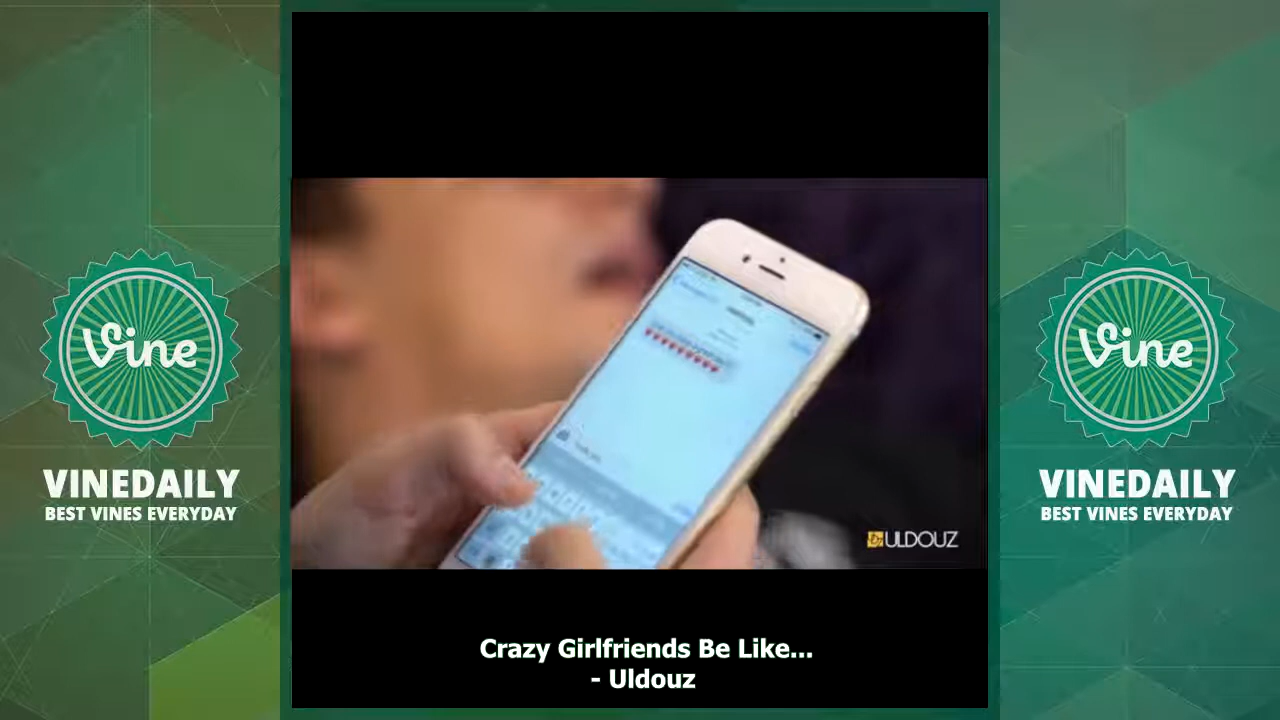 Vine
VINEDAILY
BEST VINES EVERYDAY
ULDOUZ
Crazy Girlfriends Be Like...
- Uldouz
Vine
VINEDAILY
BEST VINES EVERYDAY